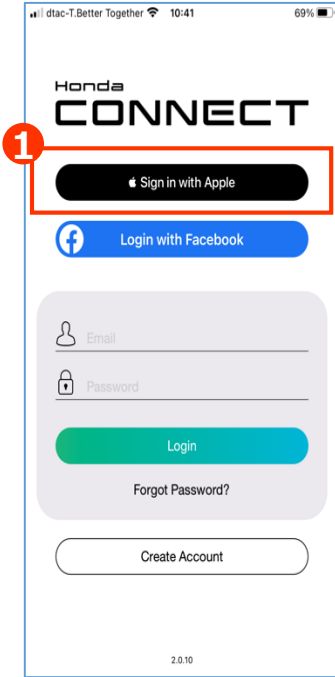 dtac-T.Better Together 10:41 69%
Honda
CONNECT
1
Sign in with Apple
Login with Facebook
Email
Password
Login
Forgot Password?
Create Account
2.0.10